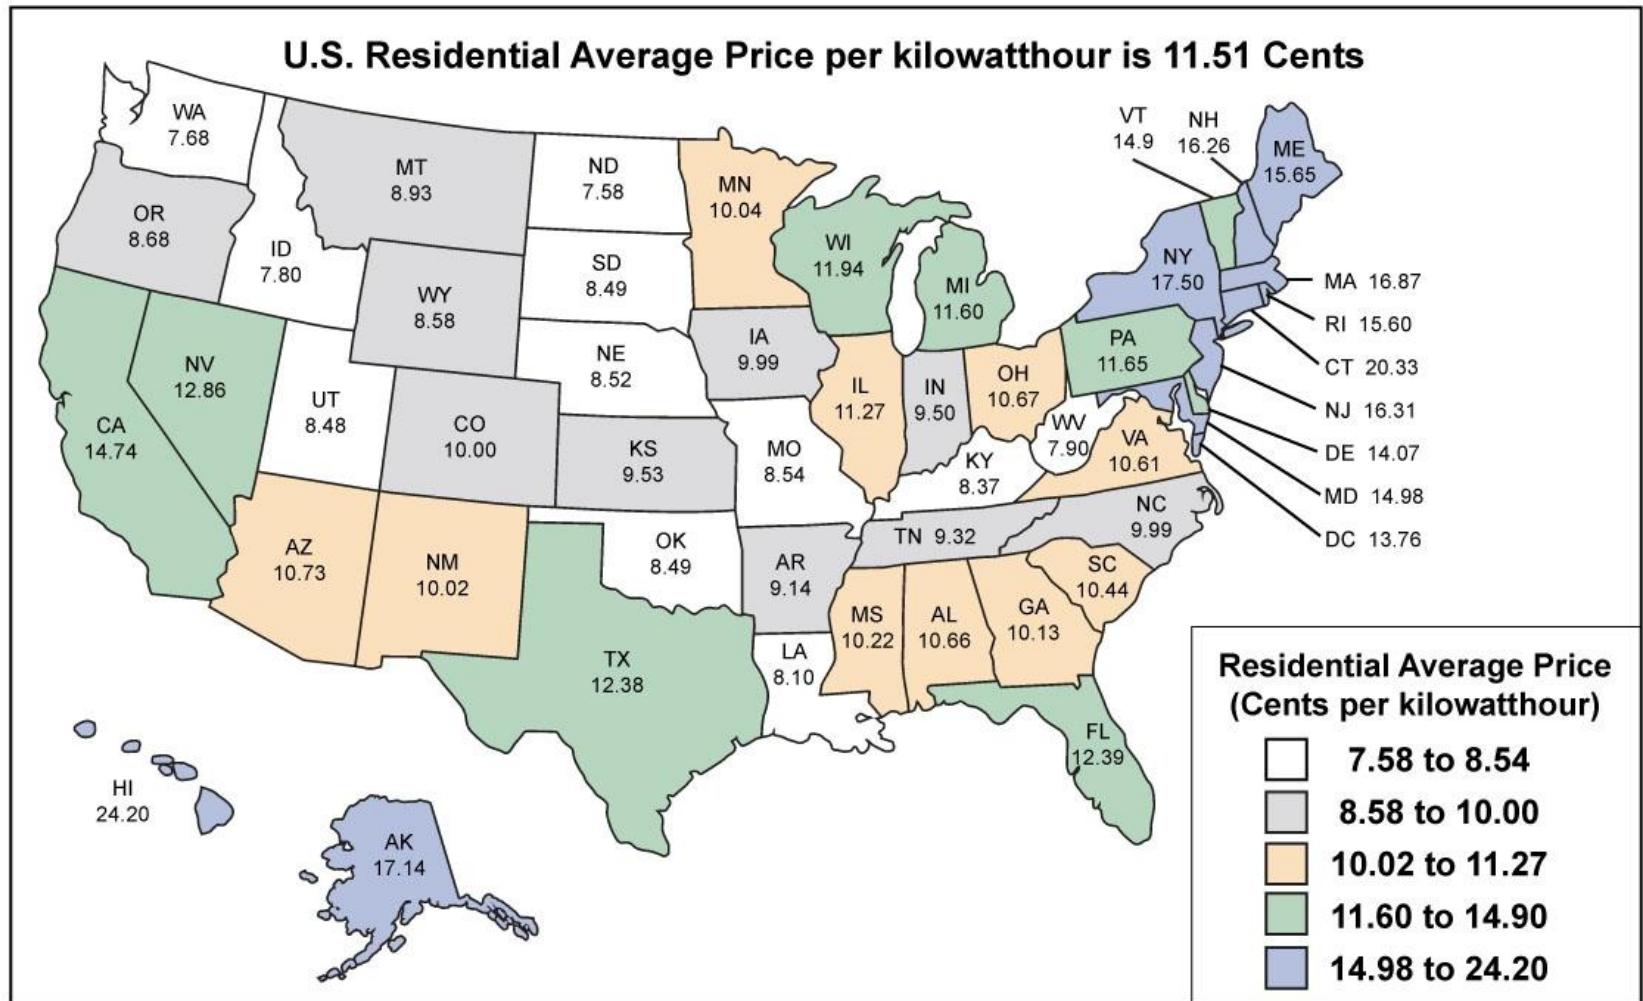 U.S. Residential Average Price per kilowatthour is 11.51 Cents
WA
7.68
MT
8.93
ND
7.58
MN
10.04
VT
14.9
NH
16.26
ME
15.65
OR
8.68
ID
7.80
SD
8.49
WI
11.94
MI
11.60
NY
17.50
MA 16.87
RI 15.60
CT 20.33
NJ 16.31
DE 14.07
MD 14.98
DC 13.76
WY
8.58
IA
9.99
PA
11.65
NV
12.86
NE
8.52
IL
11.27
IN
9.50
OH
10.67
UT
8.48
CO
10.00
CA
14.74
KS
9.53
MO
8.54
WV
7.90
VA
10.61
KY
8.37
NC
9.99
TN 9.32
AZ
10.73
NM
10.02
OK
8.49
AR
9.14
SC
10.44
MS
10.22
AL
10.66
GA
10.13
TX
12.38
LA
8.10
FL
12.39
HI
24.20
AK
17.14
Residential Average Price
(Cents per kilowatthour)
7.58 to 8.54
8.58 to 10.00
10.02 to 11.27
11.60 to 14.90
14.98 to 24.20